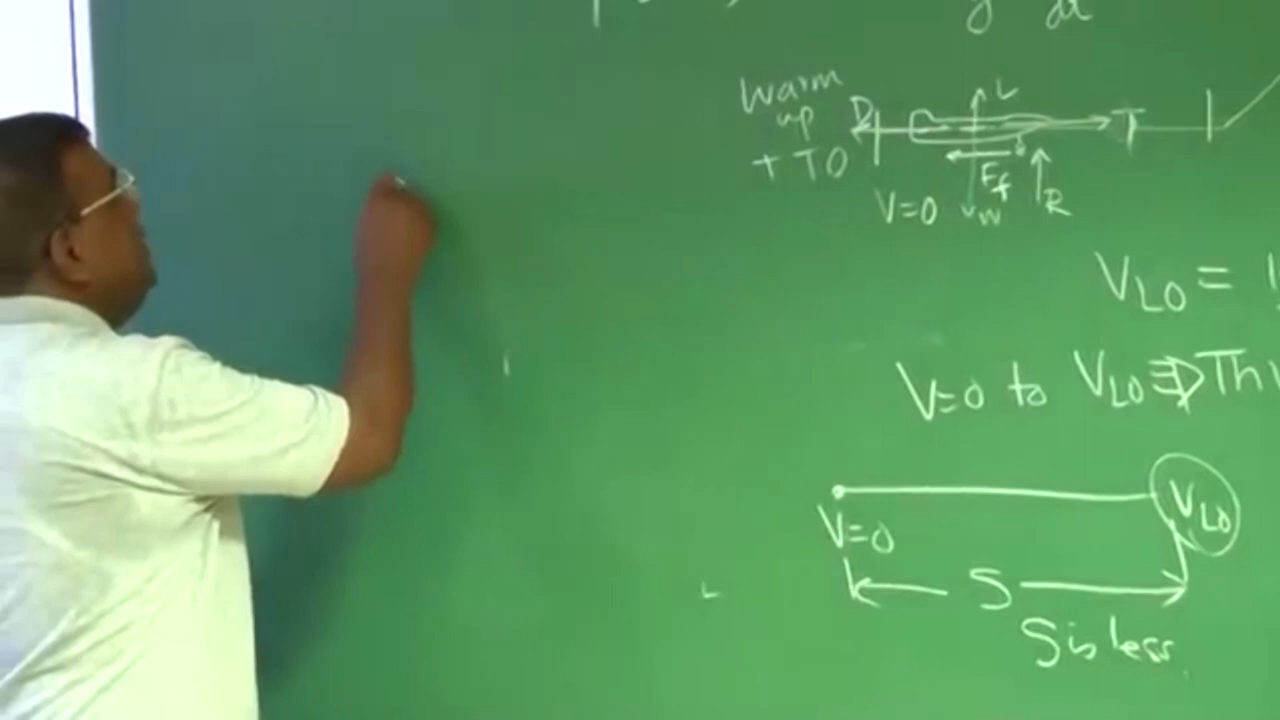 Warm
up
+ TO
D
L
T
Ff
V=0
W
R
VLO =
V=0 to VLO ⇒ Th
V=0
VLO
S
S is less